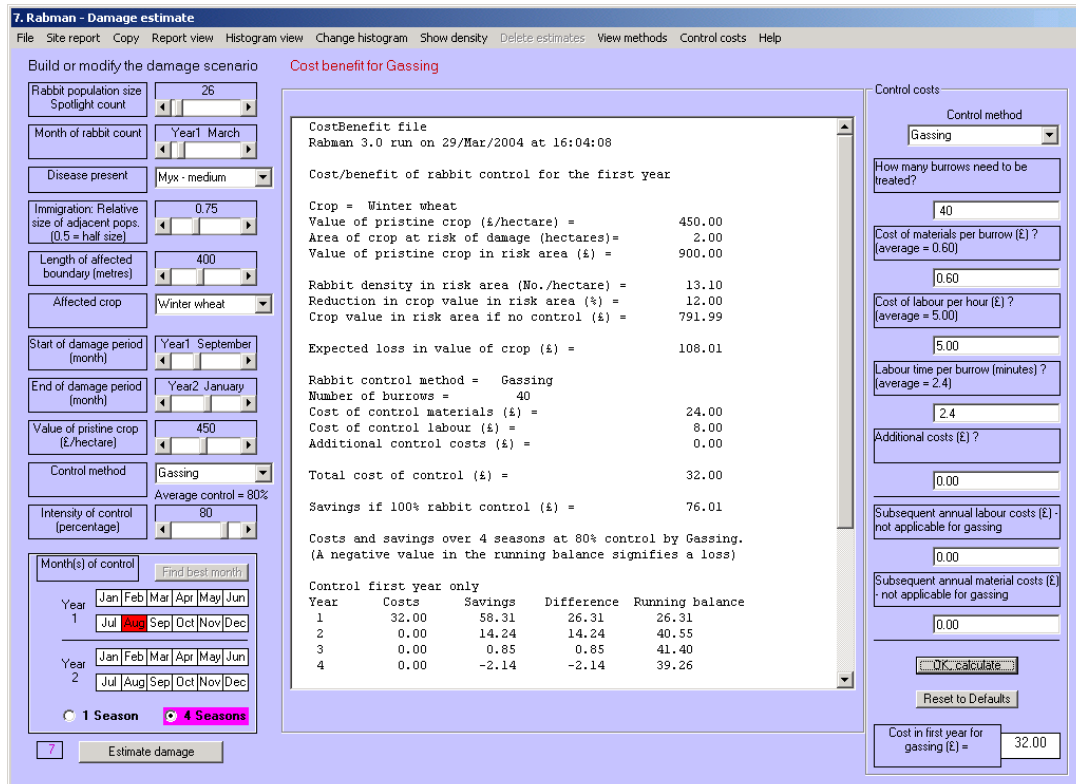 7. Rabman - Damage estimate
File Site report Copy Report view Histogram view Change histogram Show density Delete estimates View methods Control costs Help
Build or modify the damage scenario
Rabbit population size
Spotlight count
26
Month of rabbit count
Year1 March
Disease present
Myx - medium
Immigration: Relative
size of adjacent pops.
(0.5 = half size)
0.75
Length of affected
boundary (metres)
400
Affected crop
Winter wheat
Start of damage period
(month)
Year1 September
End of damage period
(month)
Year2 January
Value of pristine crop
(£/hectare)
450
Control method
Gassing
Average control = 80%
Intensity of control
(percentage)
80
Month(s) of control
Find best month
Year
1
Jan Feb Mar Apr May Jun
Jul Aug Sep Oct Nov Dec
Year
2
Jan Feb Mar Apr May Jun
Jul Aug Sep Oct Nov Dec
1 Season
4 Seasons
7
Estimate damage
Cost benefit for Gassing
CostBenefit file
Rabman 3.0 run on 29/Mar/2004 at 16:04:08
Cost/benefit of rabbit control for the first year
Crop = Winter wheat
Value of pristine crop (£/hectare) = 450.00
Area of crop at risk of damage (hectares)= 2.00
Value of pristine crop in risk area (£) = 900.00
Rabbit density in risk area (No./hectare) = 13.10
Reduction in crop value in risk area (%) = 12.00
Crop value in risk area if no control (£) = 791.99
Expected loss in value of crop (£) = 108.01
Rabbit control method = Gassing
Number of burrows = 40
Cost of control materials (£) = 24.00
Cost of control labour (£) = 8.00
Additional control costs (£) = 0.00
Total cost of control (£) = 32.00
Savings if 100% rabbit control (£) = 76.01
Costs and savings over 4 seasons at 80% control by Gassing.
(A negative value in the running balance signifies a loss)
Control first year only
Year Costs Savings Difference Running balance
1 32.00 58.31 26.31 26.31
2 0.00 14.24 14.24 40.55
3 0.00 0.85 0.85 41.40
4 0.00 -2.14 -2.14 39.26
Control costs
Control method
Gassing
How many burrows need to be
treated?
40
Cost of materials per burrow (£) ?
(average = 0.60)
0.60
Cost of labour per hour (£) ?
(average = 5.00)
5.00
Labour time per burrow (minutes) ?
(average = 2.4)
2.4
Additional costs (£) ?
0.00
Subsequent annual labour costs (£) -
not applicable for gassing
0.00
Subsequent annual material costs (£)
- not applicable for gassing
0.00
OK, calculate
Reset to Defaults
Cost in first year for
gassing (£) =
32.00